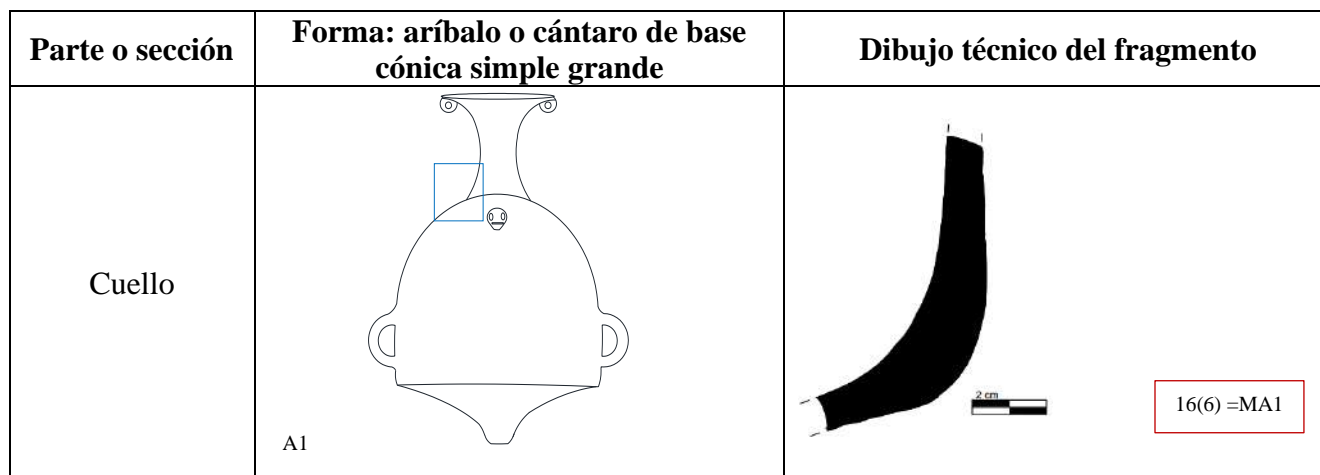 Parte o sección
Forma: aríbalo o cántaro de base
cónica simple grande
Dibujo técnico del fragmento
Cuello
A1
2 cm
16(6) =MA1